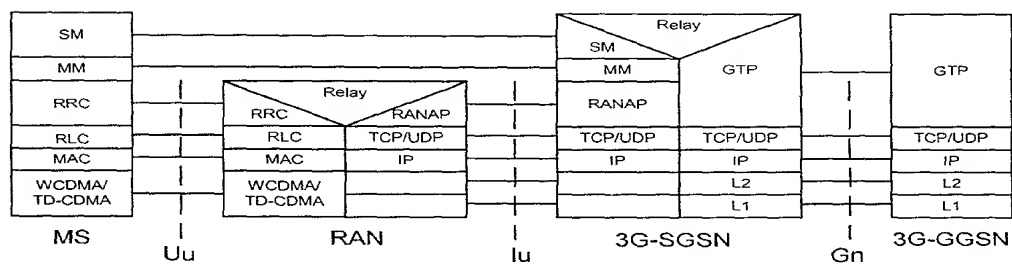 SM
MM
RRC
RLC
MAC
WCDMA/
TD-CDMA
MS
Uu
Relay
RRC
RANAP
RLC
TCP/UDP
MAC
IP
WCDMA/
TD-CDMA
RAN
Iu
Relay
SM
MM
GTP
RANAP
TCP/UDP
TCP/UDP
IP
IP
L2
L1
3G-SGSN
Gn
GTP
TCP/UDP
IP
L2
L1
3G-GGSN